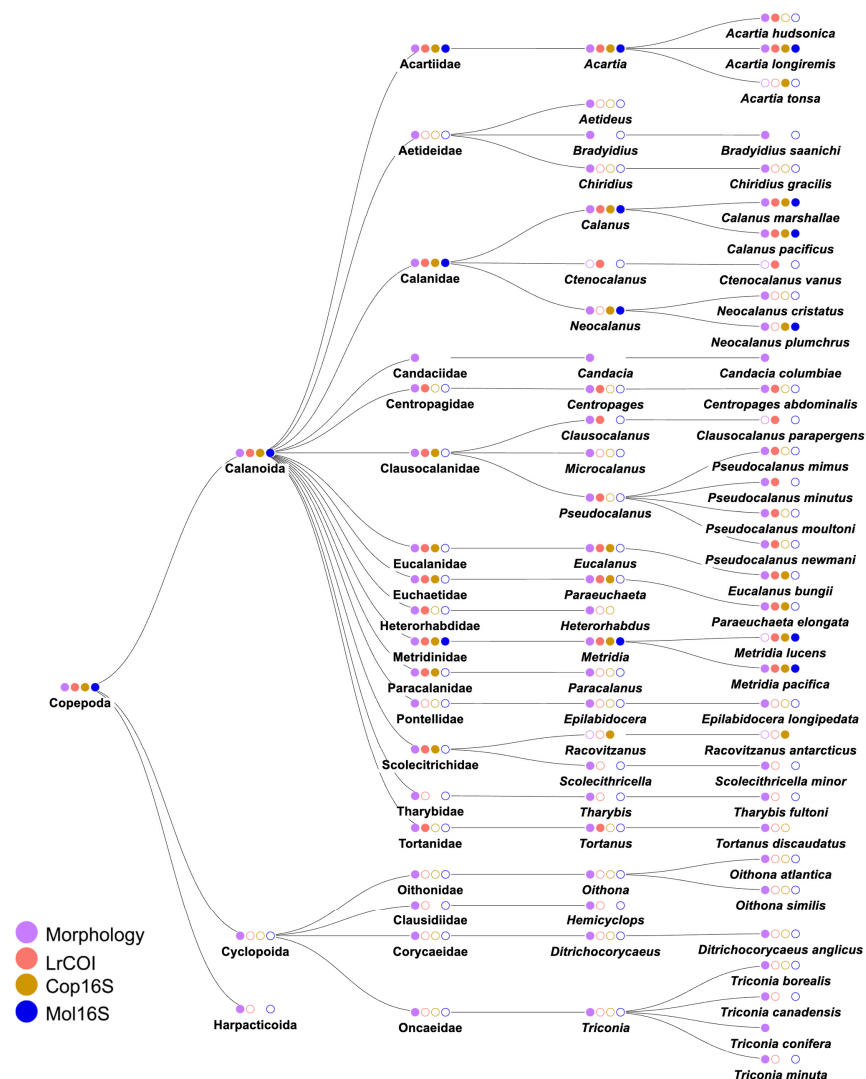 Acartia hudsonica
Acartiidae
Acartia
Acartia longiremis
Acartia tonsa
Aetideus
Aetideidae
Bradyidius
Bradyidius saanichi
Chiridius
Chiridius gracilis
Calanus
Calanus marshallae
Calanus pacificus
Calanidae
Ctenocalanus
Ctenocalanus vanus
Neocalanus
Neocalanus cristatus
Neocalanus plumchrus
Candaciidae
Candacia
Candacia columbiae
Centropagidae
Centropages
Centropages abdominalis
Clausocalanus
Clausocalanus parapergens
Calanoida
Clausocalanidae
Microcalanus
Pseudocalanus mimus
Pseudocalanus
Pseudocalanus minutus
Pseudocalanus moultoni
Pseudocalanus newmani
Eucalanidae
Eucalanus
Eucalanus bungii
Euchaetidae
Paraeuchaeta
Paraeuchaeta elongata
Heterorhabdidae
Heterorhabdus
Metridia lucens
Metridinidae
Metridia
Metridia pacifica
Copepoda
Paracalanidae
Paracalanus
Pontellidae
Epilabidocera
Epilabidocera longipedata
Racovitzanus
Racovitzanus antarcticus
Scolecitrichidae
Scolecithricella
Scolecithricella minor
Tharybidae
Tharybis
Tharybis fultoni
Tortanidae
Tortanus
Tortanus discaudatus
Oithonidae
Oithona
Oithona atlantica
Oithona similis
Clausidiidae
Hemicyclops
Cyclopoida
Corycaeidae
Ditrichocorycaeus
Ditrichocorycaeus anglicus
Triconia borealis
Harpacticoida
Oncaeidae
Triconia
Triconia canadensis
Triconia conifera
Triconia minuta
Morphology
LrCOI
Cop16S
Mol16S